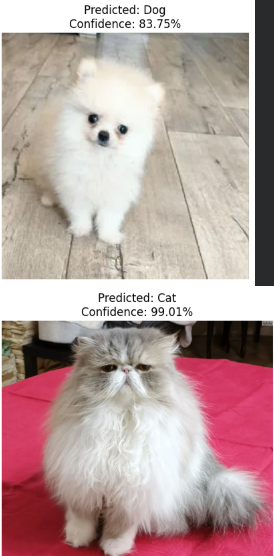 Predicted: Dog
Confidence: 83.75%
Predicted: Cat
Confidence: 99.01%